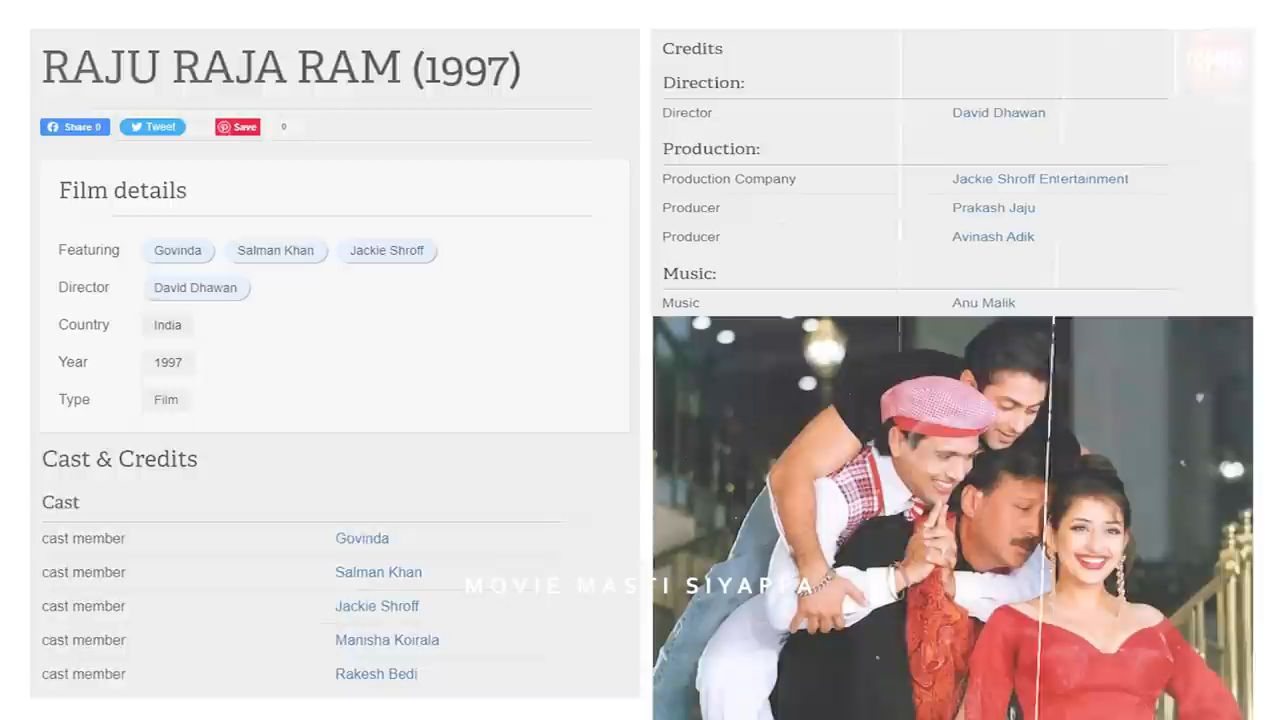 RAJU RAJA RAM (1997)
Share 0
Tweet
Save
0
Film details
Featuring Govinda Salman Khan Jackie Shroff
Director David Dhawan
Country India
Year 1997
Type Film
Cast & Credits
Cast
cast member Govinda
cast member Salman Khan
cast member Jackie Shroff
cast member Manisha Koirala
cast member Rakesh Bedi
Credits
Direction:
Director David Dhawan
Production:
Production Company Jackie Shroff Entertainment
Producer Prakash Jaju
Producer Avinash Adik
Music:
Music Anu Malik
MOVIE MASTI SIYAPPA